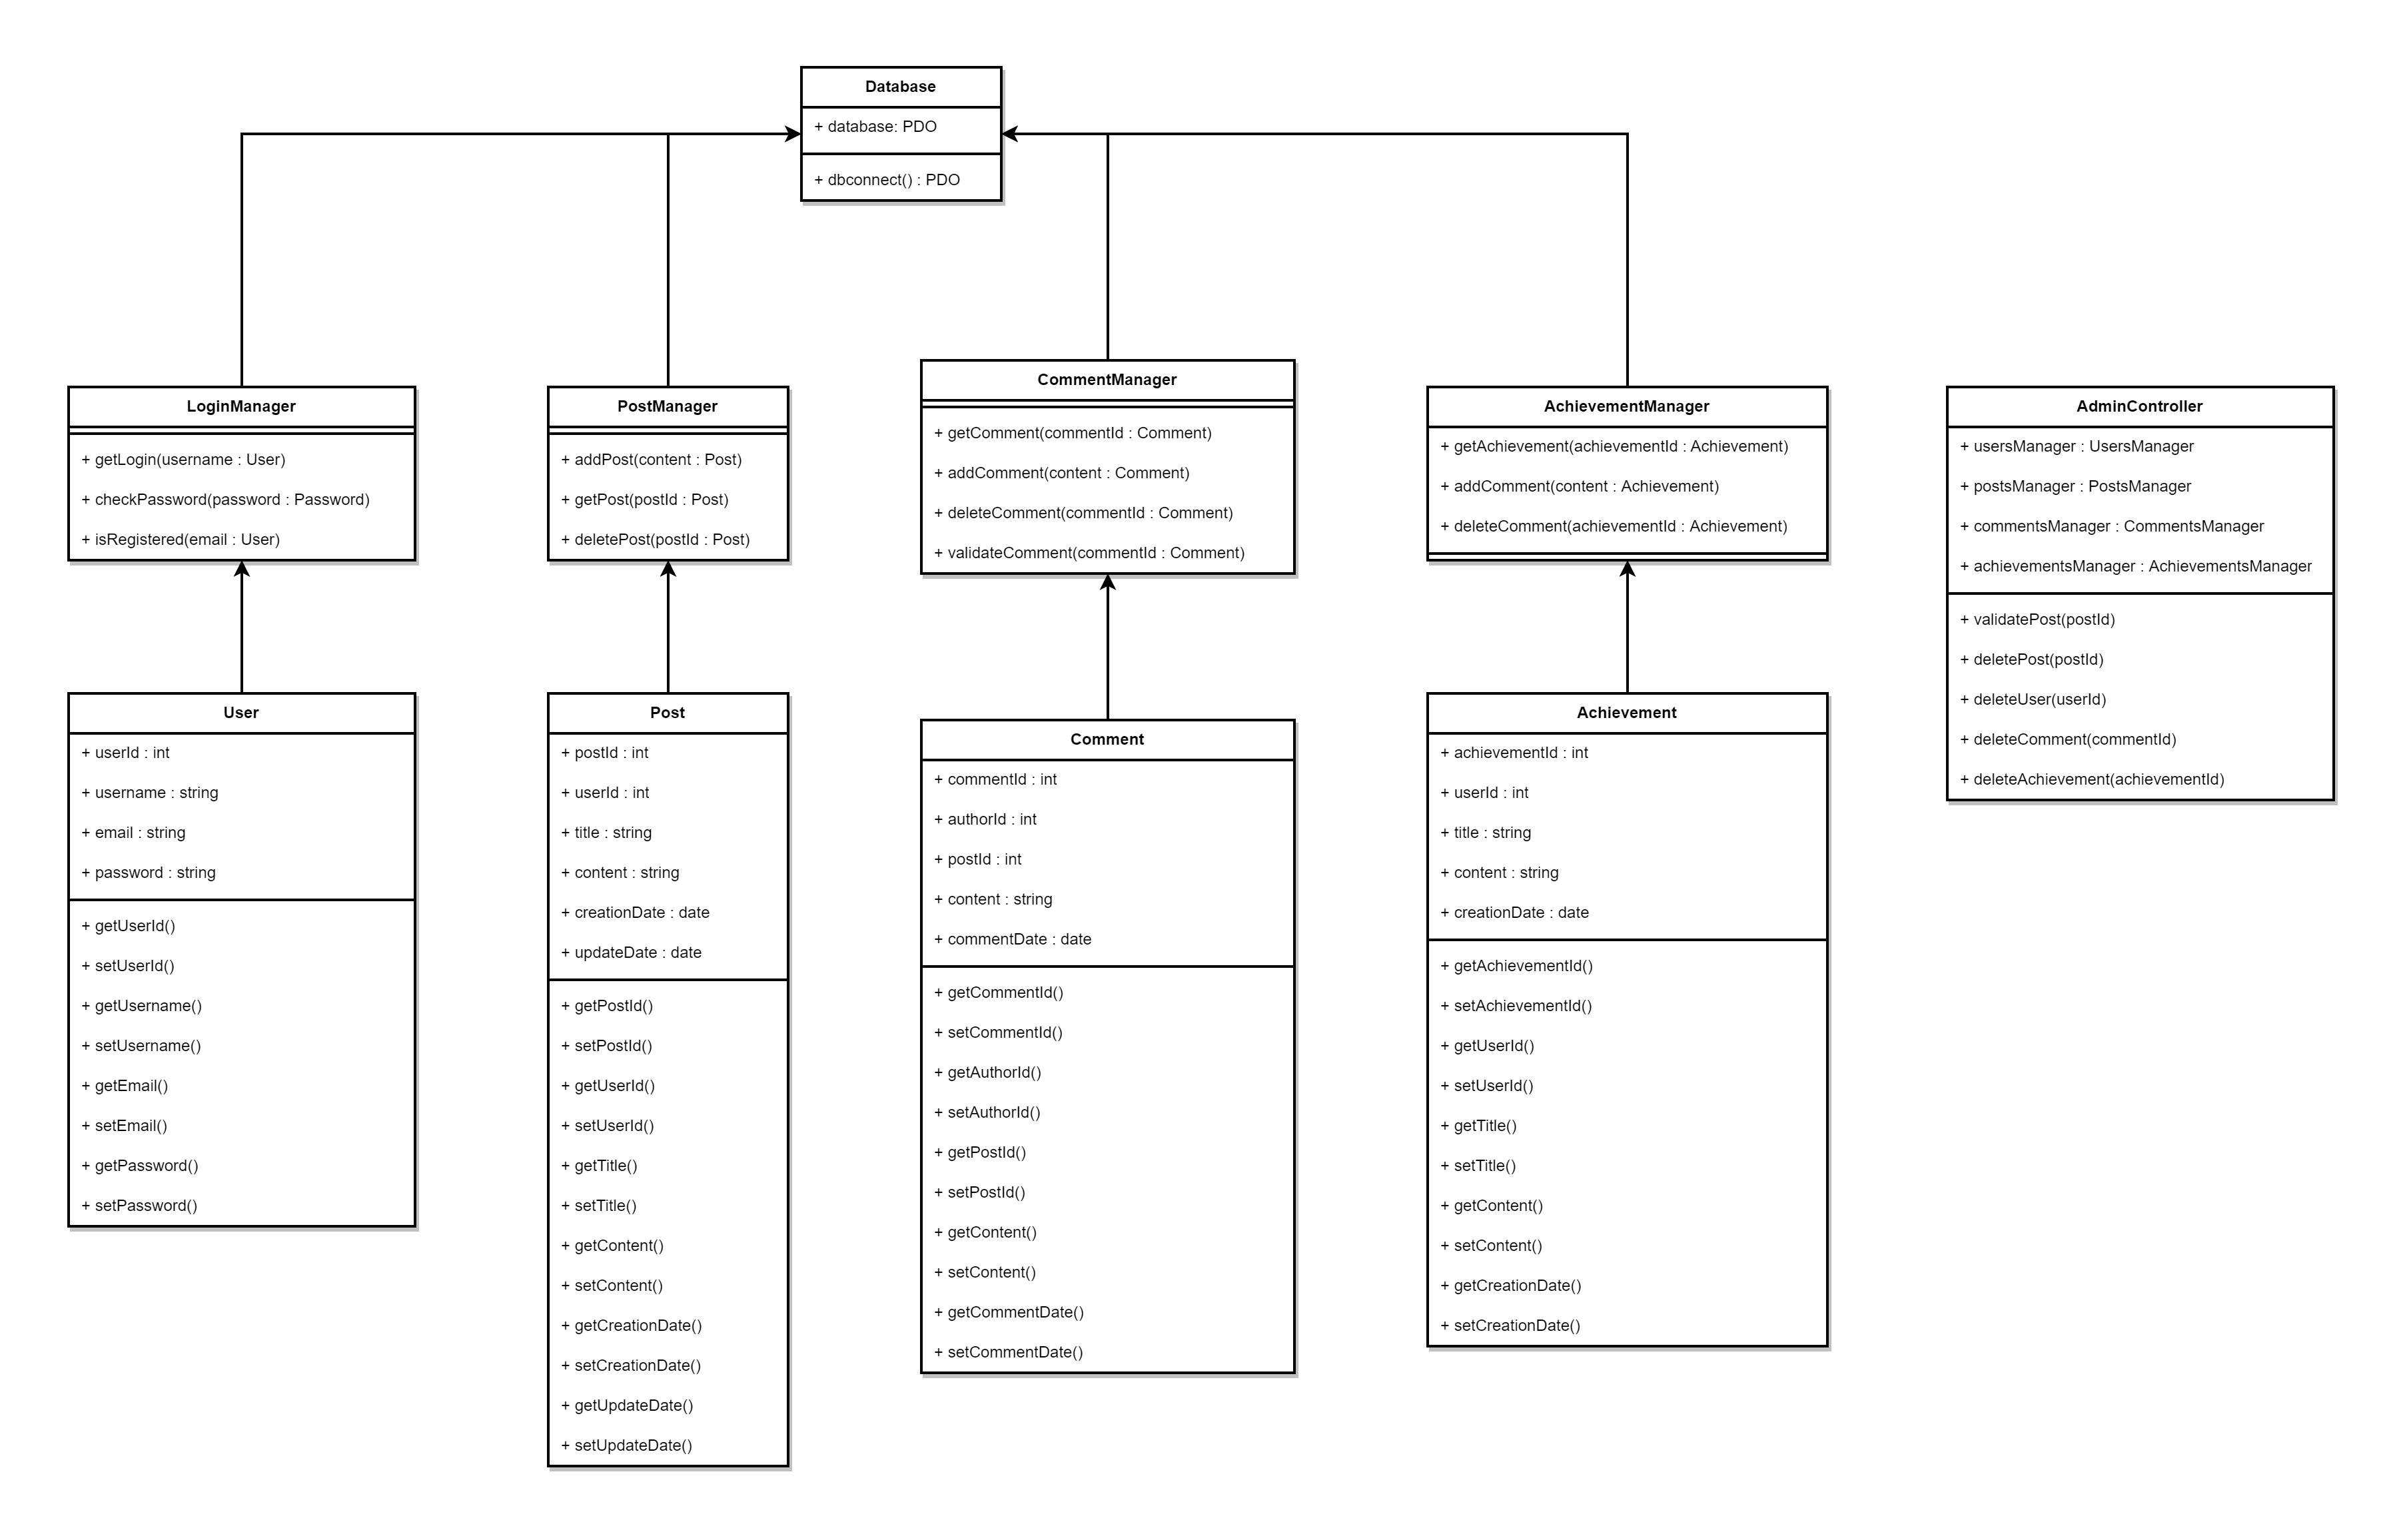 Database
+ database: PDO
+ dbconnect() : PDO
LoginManager
+ getLogin(username : User)
+ checkPassword(password : Password)
+ isRegistered(email : User)
PostManager
+ addPost(content : Post)
+ getPost(postId : Post)
+ deletePost(postId : Post)
CommentManager
+ getComment(commentId : Comment)
+ addComment(content : Comment)
+ deleteComment(commentId : Comment)
+ validateComment(commentId : Comment)
AchievementManager
+ getAchievement(achievementId : Achievement)
+ addComment(content : Achievement)
+ deleteComment(achievementId : Achievement)
AdminController
+ usersManager : UsersManager
+ postsManager : PostsManager
+ commentsManager : CommentsManager
+ achievementsManager : AchievementsManager
+ validatePost(postId)
+ deletePost(postId)
+ deleteUser(userId)
+ deleteComment(commentId)
+ deleteAchievement(achievementId)
User
+ userId : int
+ username : string
+ email : string
+ password : string
+ getUserId()
+ setUserId()
+ getUsername()
+ setUsername()
+ getEmail()
+ setEmail()
+ getPassword()
+ setPassword()
Post
+ postId : int
+ userId : int
+ title : string
+ content : string
+ creationDate : date
+ updateDate : date
+ getPostId()
+ setPostId()
+ getUserId()
+ setUserId()
+ getTitle()
+ setTitle()
+ getContent()
+ setContent()
+ getCreationDate()
+ setCreationDate()
+ getUpdateDate()
+ setUpdateDate()
Comment
+ commentId : int
+ authorId : int
+ postId : int
+ content : string
+ commentDate : date
+ getCommentId()
+ setCommentId()
+ getAuthorId()
+ setAuthorId()
+ getPostId()
+ setPostId()
+ getContent()
+ setContent()
+ getCommentDate()
+ setCommentDate()
Achievement
+ achievementId : int
+ userId : int
+ title : string
+ content : string
+ creationDate : date
+ getAchievementId()
+ setAchievementId()
+ getUserId()
+ setUserId()
+ getTitle()
+ setTitle()
+ getContent()
+ setContent()
+ getCreationDate()
+ setCreationDate()